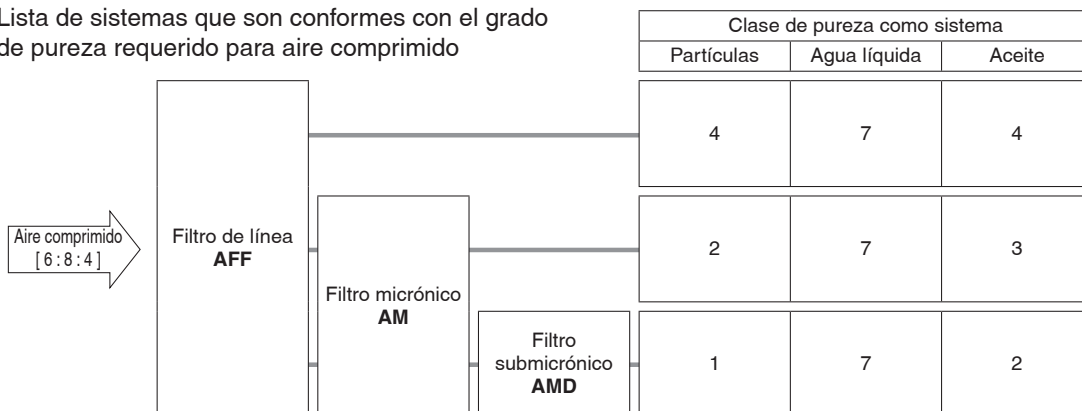 Lista de sistemas que son conformes con el grado
de pureza requerido para aire comprimido
Clase de pureza como sistema
Partículas Agua líquida Aceite
4 7 4
Aire comprimido
[ 6 : 8 : 4 ]
Filtro de línea
AFF
2 7 3
Filtro micrónico
AM
Filtro
submicrónico
AMD
1 7 2